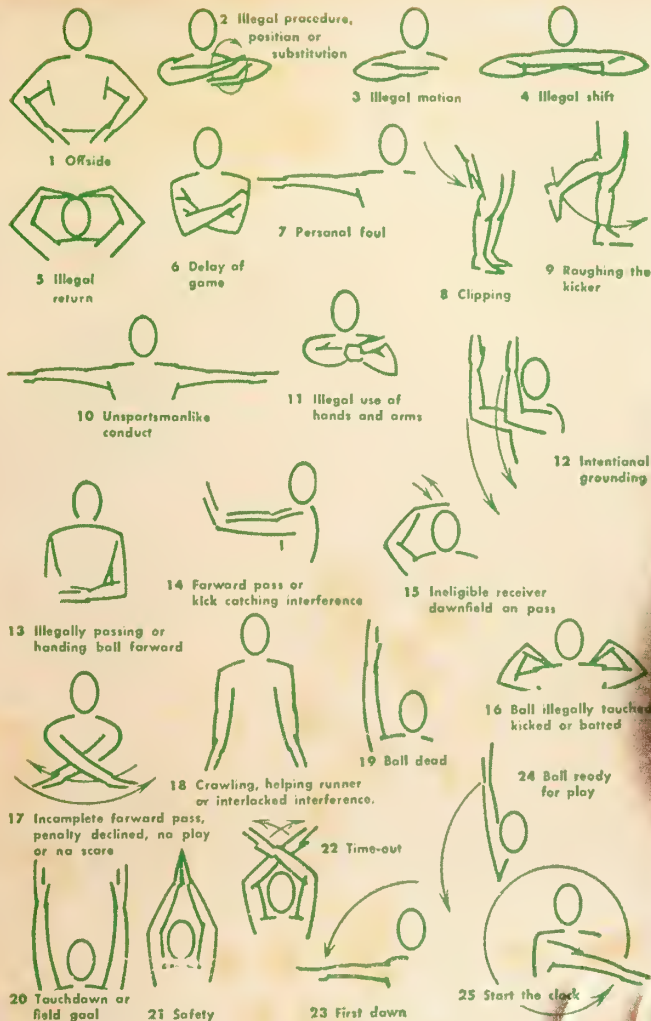 1 Offside
2 Illegal procedure,
position or
substitution
3 Illegal motion
4 Illegal shift
5 Illegal
return
6 Delay of
game
7 Personal foul
8 Clipping
9 Roughing the
kicker
10 Unsportsmanlike
conduct
11 Illegal use of
hands and arms
12 Intentional
grounding
13 Illegally passing or
handing ball forward
14 Forward pass or
kick catching interference
15 Ineligible receiver
downfield on pass
16 Ball illegally touched
kicked or batted
17 Incomplete forward pass,
penalty declined, no play
or no score
18 Crawling, helping runner
or interlocked interference.
19 Ball dead
20 Touchdown or
field goal
21 Safety
22 Time-out
23 First down
24 Ball ready
for play
25 Start the clock